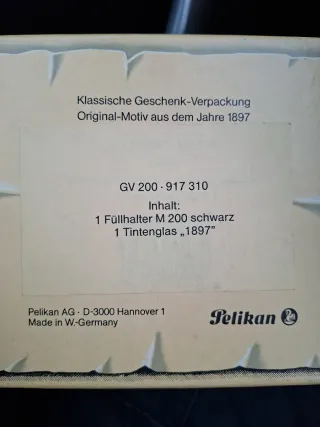 Klassische Geschenk-Verpackung
Original-Motiv aus dem Jahre 1897
GV 200 · 917 310
Inhalt:
1 Füllhalter M 200 schwarz
1 Tintenglas „1897”
Pelikan AG · D-3000 Hannover 1
Made in W.-Germany
Pelikan